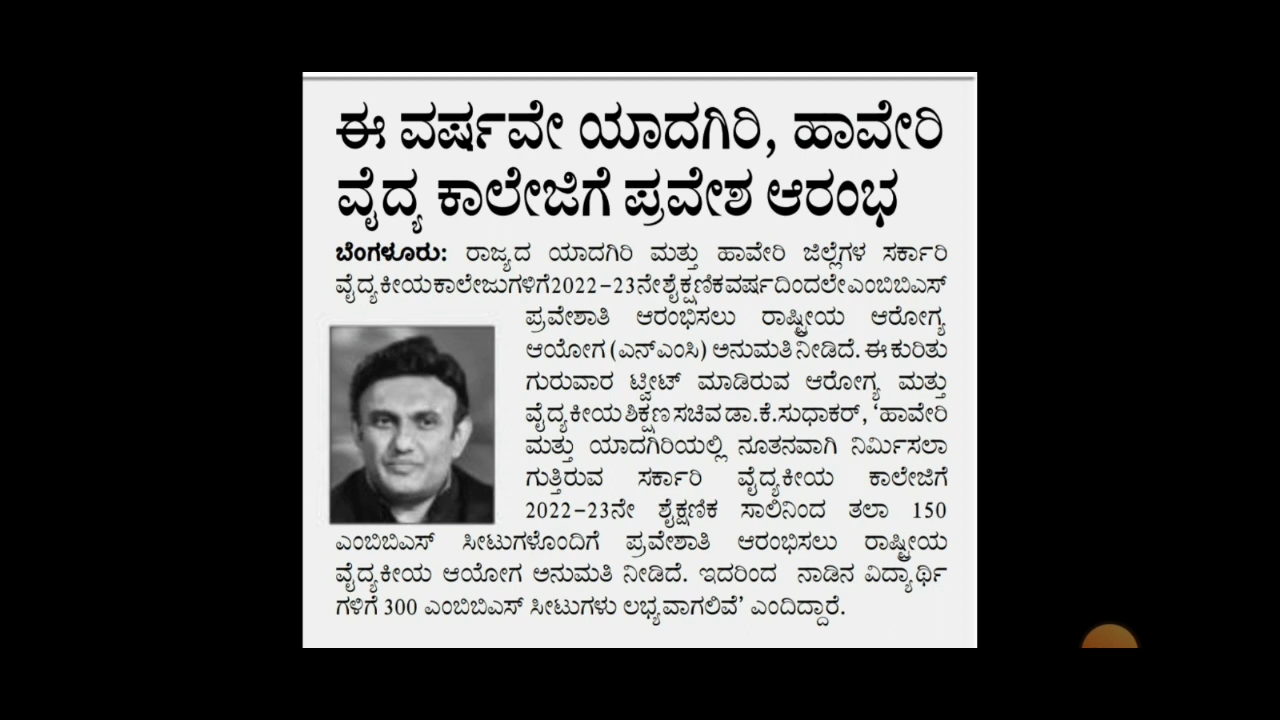 ಈ ವರ್ಷವೇ ಯಾದಗಿರಿ, ಹಾವೇರಿ
ವೈದ್ಯ ಕಾಲೇಜಿಗೆ ಪ್ರವೇಶ ಆರಂಭ
ಬೆಂಗಳೂರು: ರಾಜ್ಯದ ಯಾದಗಿರಿ ಮತ್ತು ಹಾವೇರಿ ಜಿಲ್ಲೆಗಳ ಸರ್ಕಾರಿ
ವೈದ್ಯಕೀಯ ಕಾಲೇಜುಗಳಿಗೆ 2022-23ನೇ ಶೈಕ್ಷಣಿಕ ವರ್ಷದಿಂದಲೇ ಎಂಬಿಬಿಎಸ್
ಪ್ರವೇಶಾತಿ ಆರಂಭಿಸಲು ರಾಷ್ಟ್ರೀಯ ಆರೋಗ್ಯ
ಆಯೋಗ (ಎನ್‌ಎಂಸಿ) ಅನುಮತಿ ನೀಡಿದೆ. ಈ ಕುರಿತು
ಗುರುವಾರ ಟ್ವೀಟ್ ಮಾಡಿರುವ ಆರೋಗ್ಯ ಮತ್ತು
ವೈದ್ಯಕೀಯ ಶಿಕ್ಷಣ ಸಚಿವ ಡಾ.ಕೆ.ಸುಧಾಕರ್, ‘ಹಾವೇರಿ
ಮತ್ತು ಯಾದಗಿರಿಯಲ್ಲಿ ನೂತನವಾಗಿ ನಿರ್ಮಿಸಲಾ
ಗುತ್ತಿರುವ ಸರ್ಕಾರಿ ವೈದ್ಯಕೀಯ ಕಾಲೇಜಿಗೆ
2022-23ನೇ ಶೈಕ್ಷಣಿಕ ಸಾಲಿನಿಂದ ತಲಾ 150
ಎಂಬಿಬಿಎಸ್ ಸೀಟುಗಳೊಂದಿಗೆ ಪ್ರವೇಶಾತಿ ಆರಂಭಿಸಲು ರಾಷ್ಟ್ರೀಯ
ವೈದ್ಯಕೀಯ ಆಯೋಗ ಅನುಮತಿ ನೀಡಿದೆ. ಇದರಿಂದ ನಾಡಿನ ವಿದ್ಯಾರ್ಥಿ
ಗಳಿಗೆ 300 ಎಂಬಿಬಿಎಸ್ ಸೀಟುಗಳು ಲಭ್ಯವಾಗಲಿವೆ’ ಎಂದಿದ್ದಾರೆ.